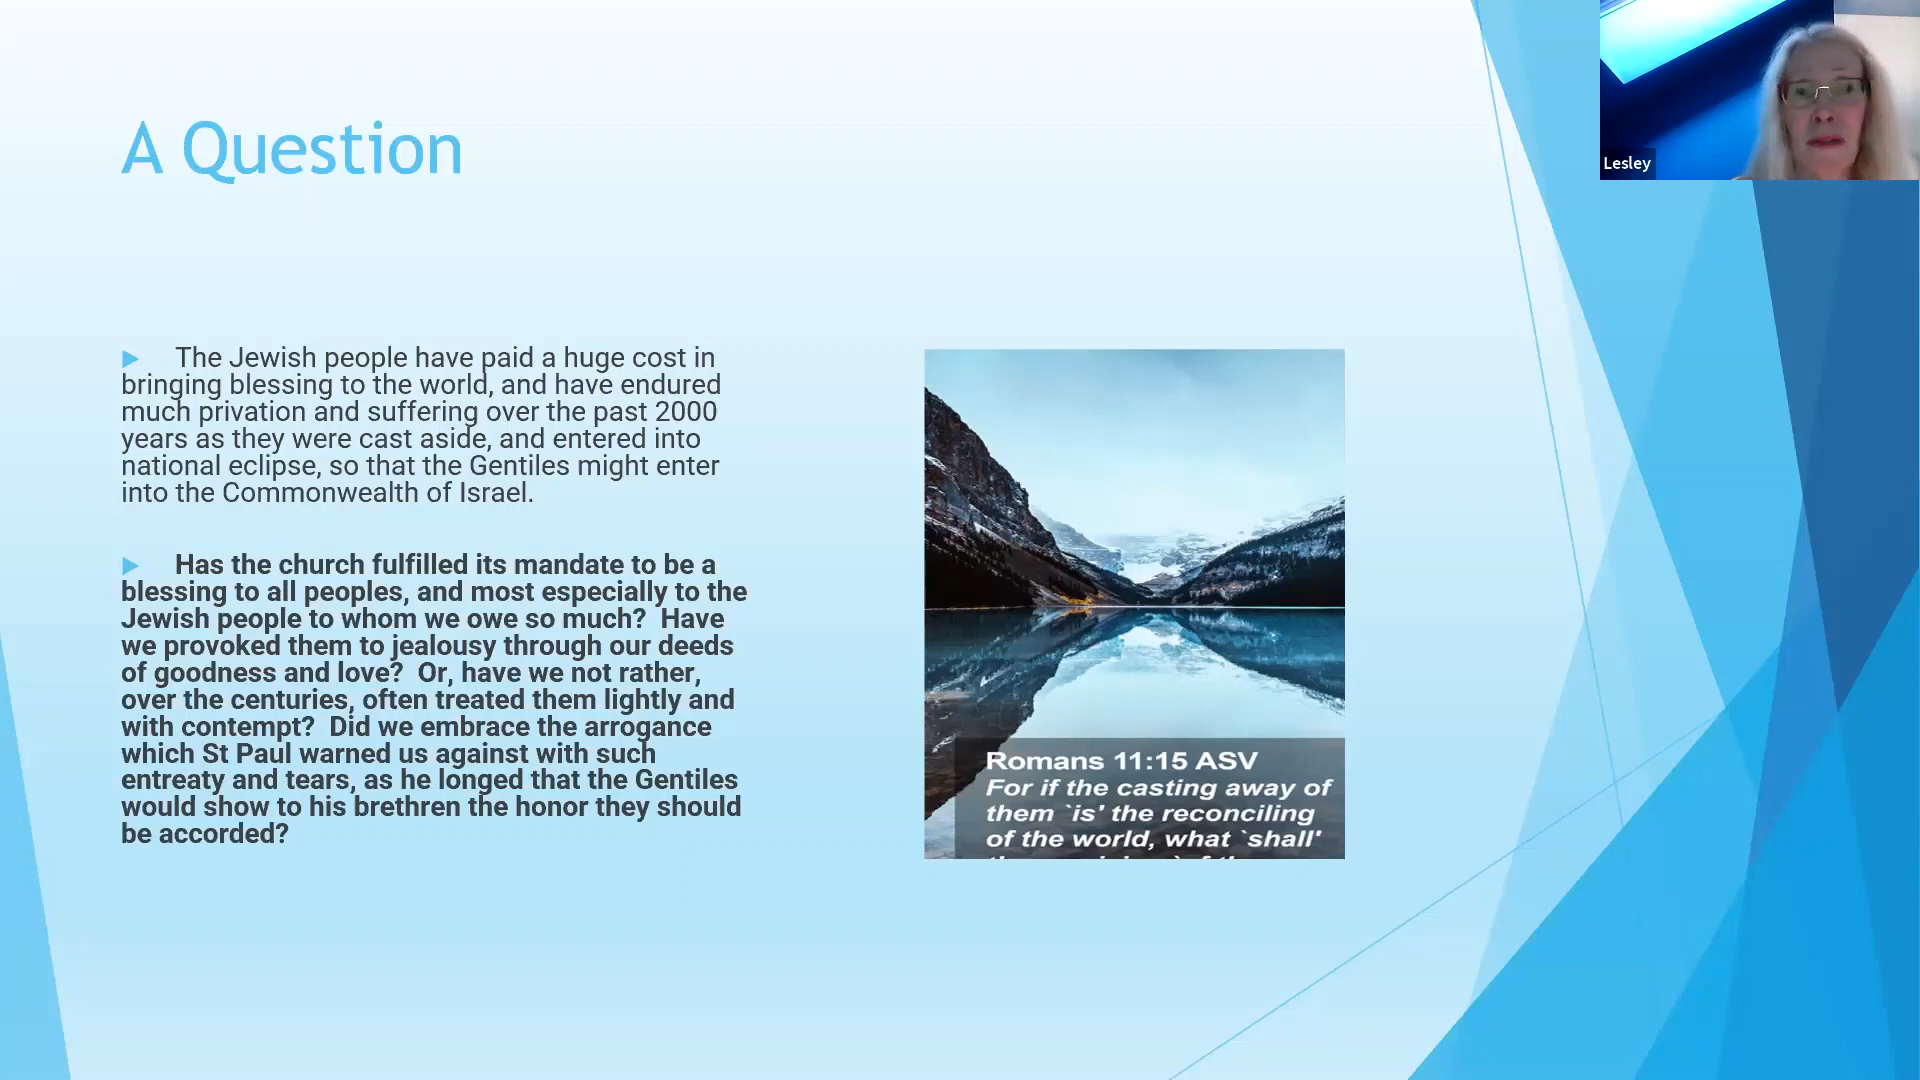 A Question
Lesley
The Jewish people have paid a huge cost in
bringing blessing to the world, and have endured
much privation and suffering over the past 2000
years as they were cast aside, and entered into
national eclipse, so that the Gentiles might enter
into the Commonwealth of Israel.
Has the church fulfilled its mandate to be a
blessing to all peoples, and most especially to the
Jewish people to whom we owe so much?  Have
we provoked them to jealousy through our deeds
of goodness and love?  Or, have we not rather,
over the centuries, often treated them lightly and
with contempt?  Did we embrace the arrogance
which St Paul warned us against with such
entreaty and tears, as he longed that the Gentiles
would show to his brethren the honor they should
be accorded?
Romans 11:15 ASV
For if the casting away of
them `is' the reconciling
of the world, what `shall'